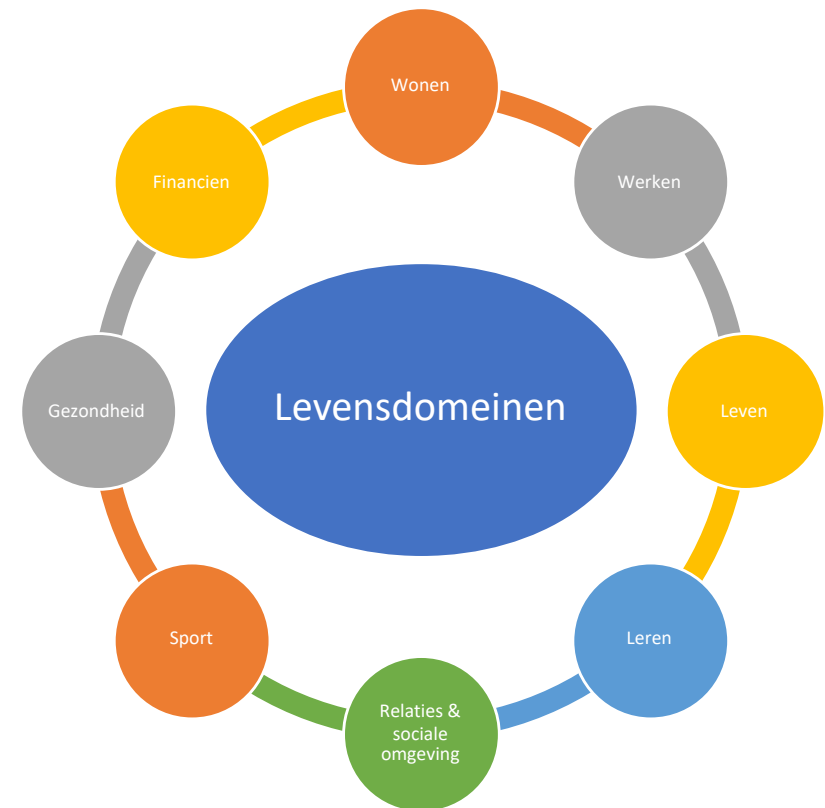 Wonen
Werken
Leven
Leren
Relaties &
sociale
omgeving
Sport
Gezondheid
Financien
Levensdomeinen